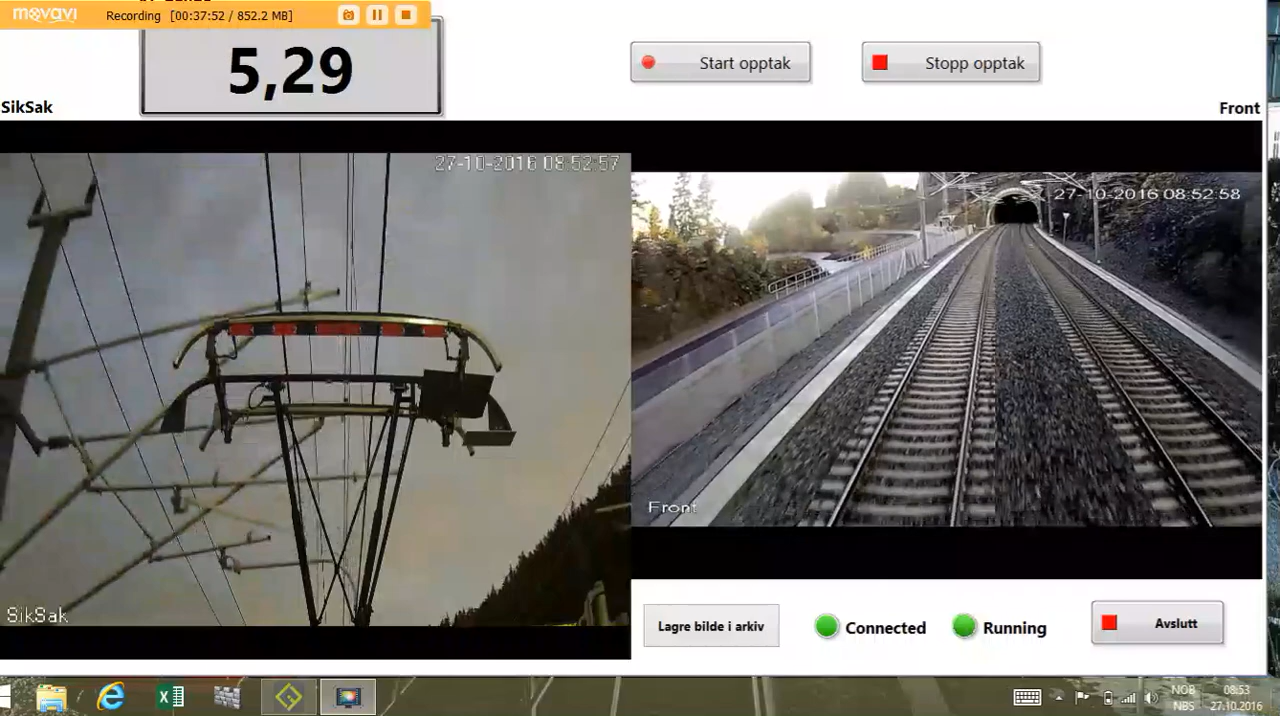 movavi
Recording [00:37:52 / 852.2 MB]
5,29
Start opptak
Stopp opptak
SikSak
Front
27-10-2016 08:52:57
27-10-2016 08:52:58
Front
SikSak
Lagre bilde i arkiv
Connected
Running
Avslutt
NOB
08:53
NBS
27.10.2016